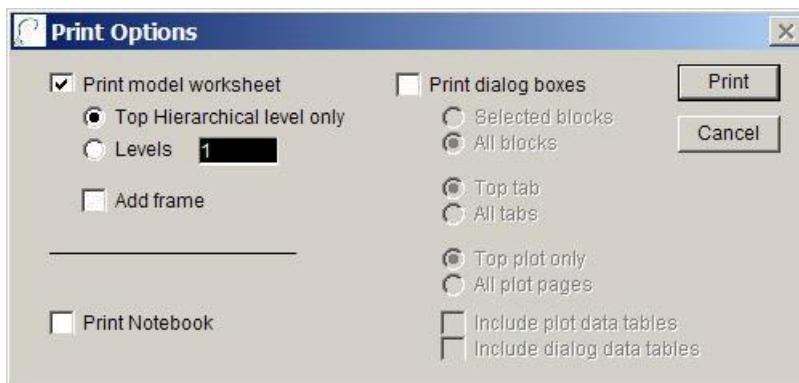 Print Options
Print model worksheet
Top Hierarchical level only
Levels 1
Add frame
Print Notebook
Print dialog boxes
Selected blocks
All blocks
Top tab
All tabs
Top plot only
All plot pages
Include plot data tables
Include dialog data tables
Print
Cancel